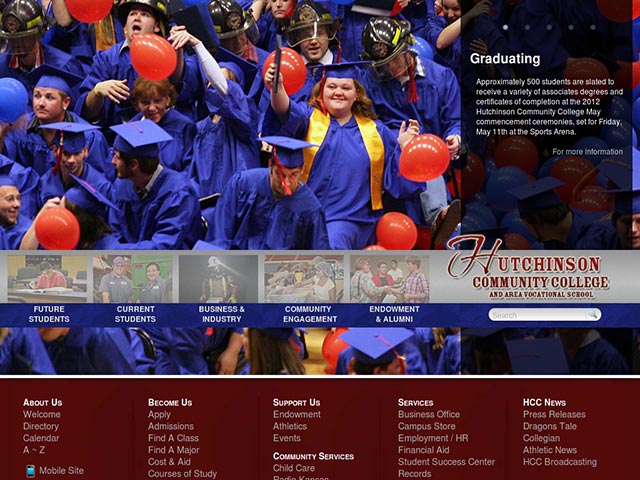 Graduating
Approximately 500 students are slated to
receive a variety of associates degrees and
certificates of completion at the 2012
Hutchinson Community College May
commencement ceremonies, set for Friday,
May 11th at the Sports Arena.
For more information
HUTCHINSON
COMMUNITY COLLEGE
AND AREA VOCATIONAL SCHOOL
FUTURE
STUDENTS
CURRENT
STUDENTS
BUSINESS &
INDUSTRY
COMMUNITY
ENGAGEMENT
ENDOWMENT
& ALUMNI
Search
ABOUT US
Welcome
Directory
Calendar
A ~ Z
Mobile Site
BECOME US
Apply
Admissions
Find A Class
Find A Major
Cost & Aid
Courses of Study
SUPPORT US
Endowment
Athletics
Events
COMMUNITY SERVICES
Child Care
Radio Kansas
SERVICES
Business Office
Campus Store
Employment / HR
Financial Aid
Student Success Center
Records
HCC NEWS
Press Releases
Dragons Tale
Collegian
Athletic News
HCC Broadcasting